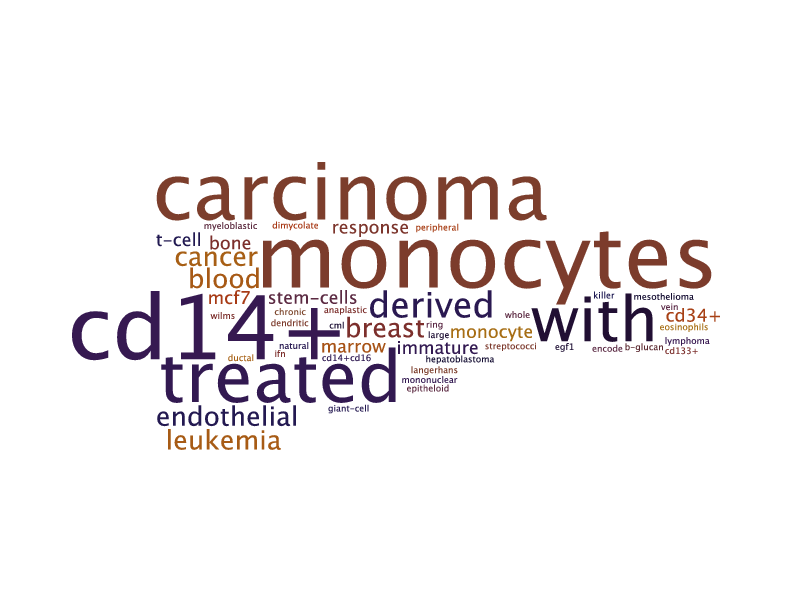 carcinoma
myeloblastic dimycolate response peripheral
t-cell bone monocytes
cancer
blood
mcf7 stem-cells derived killer mesothelioma
cd14+ chronic anaplastic whole with vein cd34+
wilms dendritic cml breast ring large monocyte eosinophils
natural marrow immature streptococci egf1 encode b-glucan lymphoma
ductal ifn cd14+cd16 hepatoblastoma cd133+
treated langerhans
mononuclear
epitheloid
endothelial giant-cell
leukemia